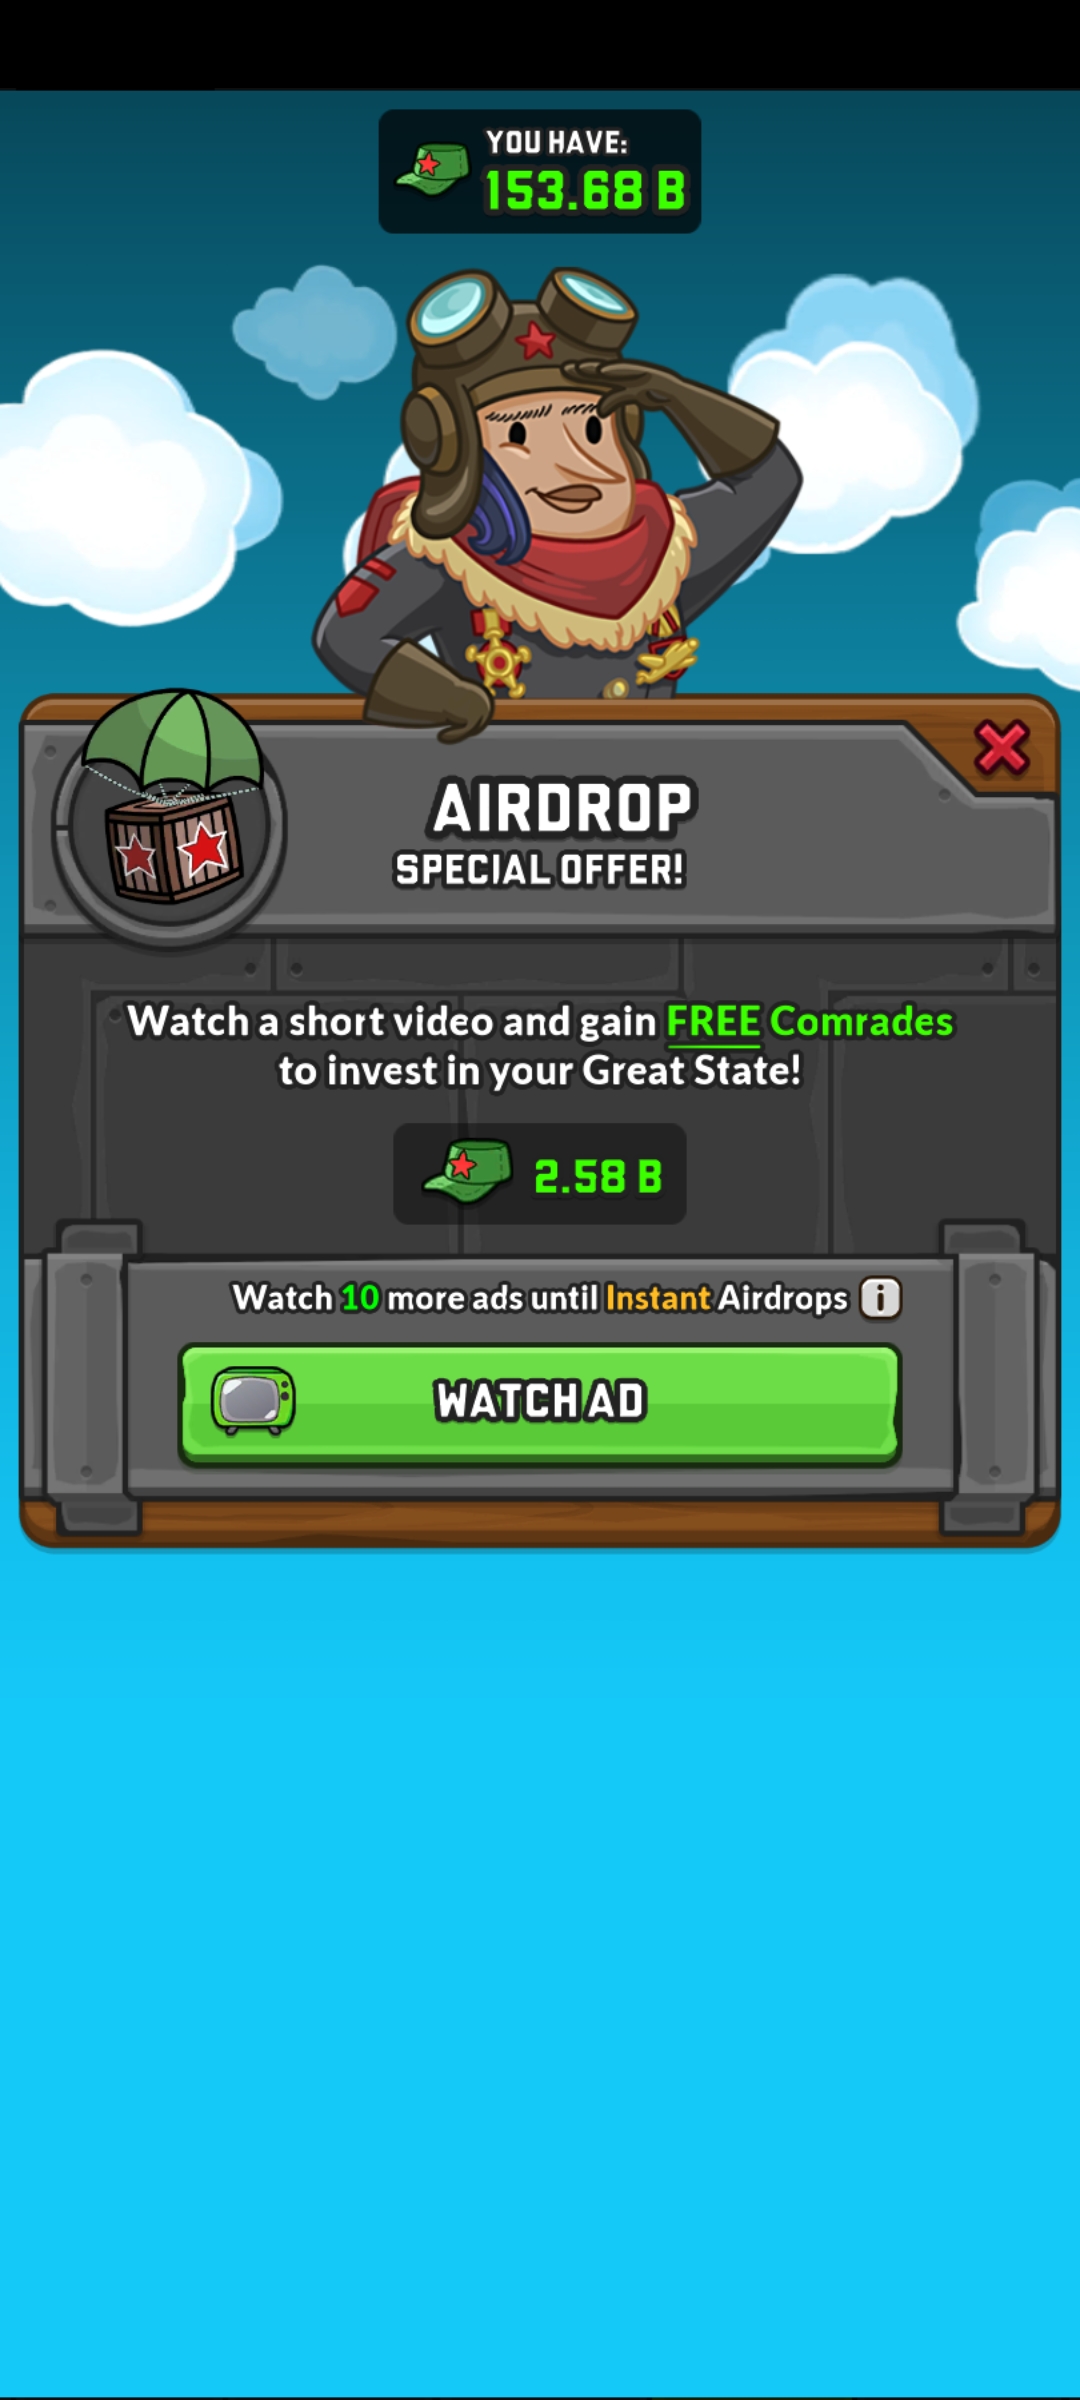 YOU HAVE:
153.68 B
AIRDROP
SPECIAL OFFER!
Watch a short video and gain FREE Comrades
to invest in your Great State!
2.58 B
Watch 10 more ads until Instant Airdrops i
WATCH AD